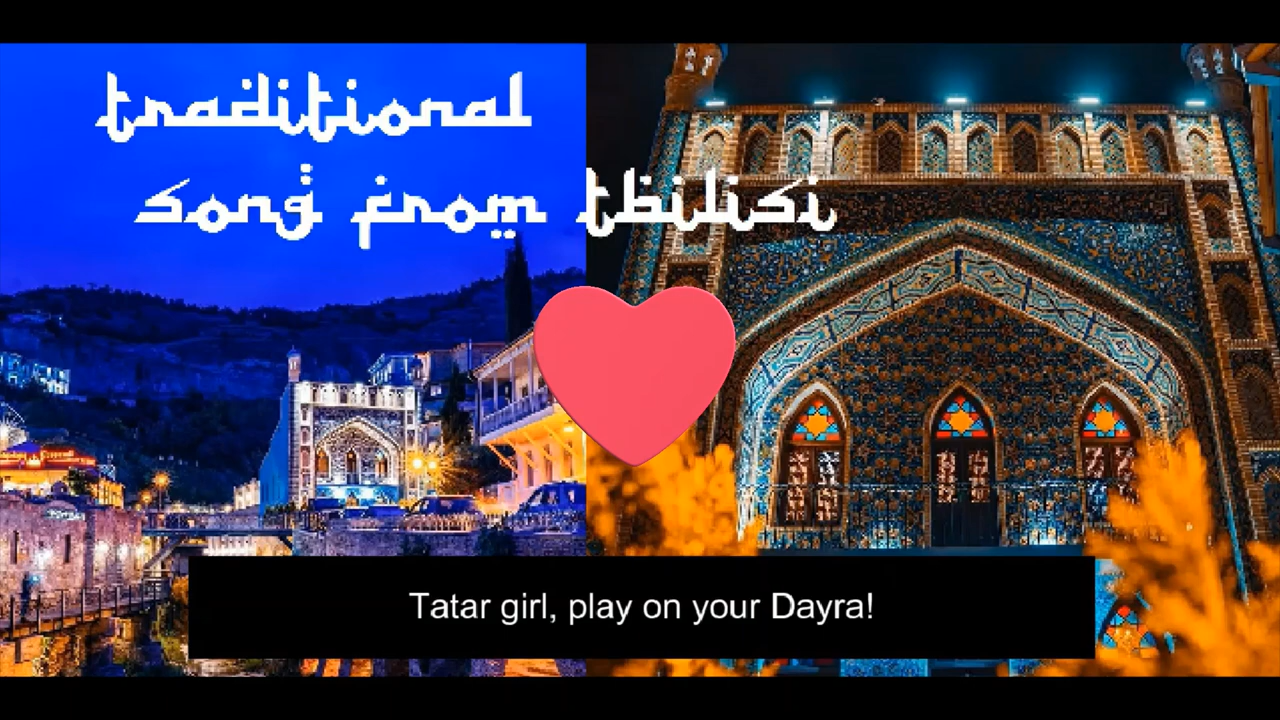 traditional
song from tbilisi
Tatar girl, play on your Dayra!